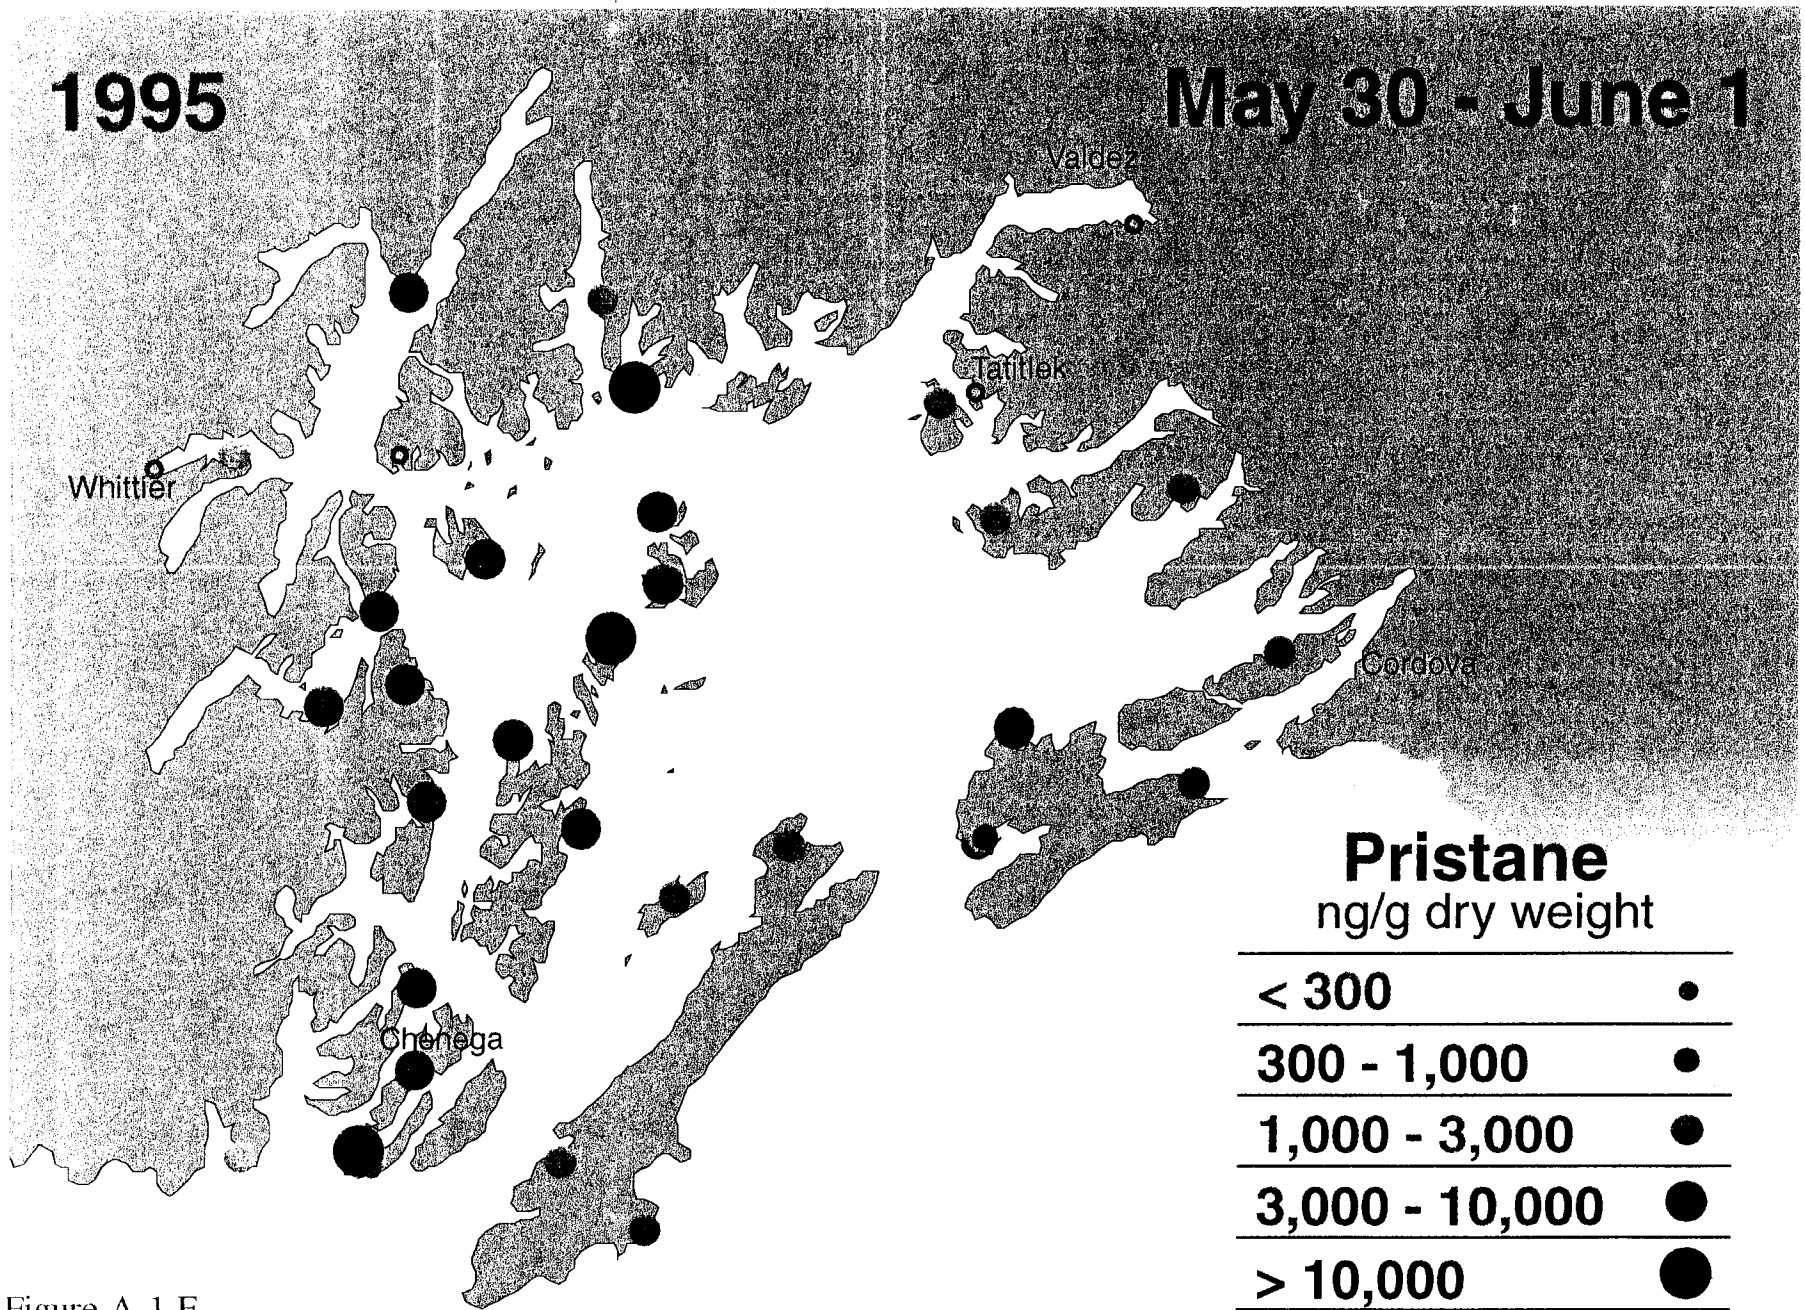 1995
May 30 - June 1
Valdez
Tatitlek
Whittier
Cordova
Chenega
Pristane
ng/g dry weight
< 300
300 - 1,000
1,000 - 3,000
3,000 - 10,000
> 10,000
Figure A-1.F